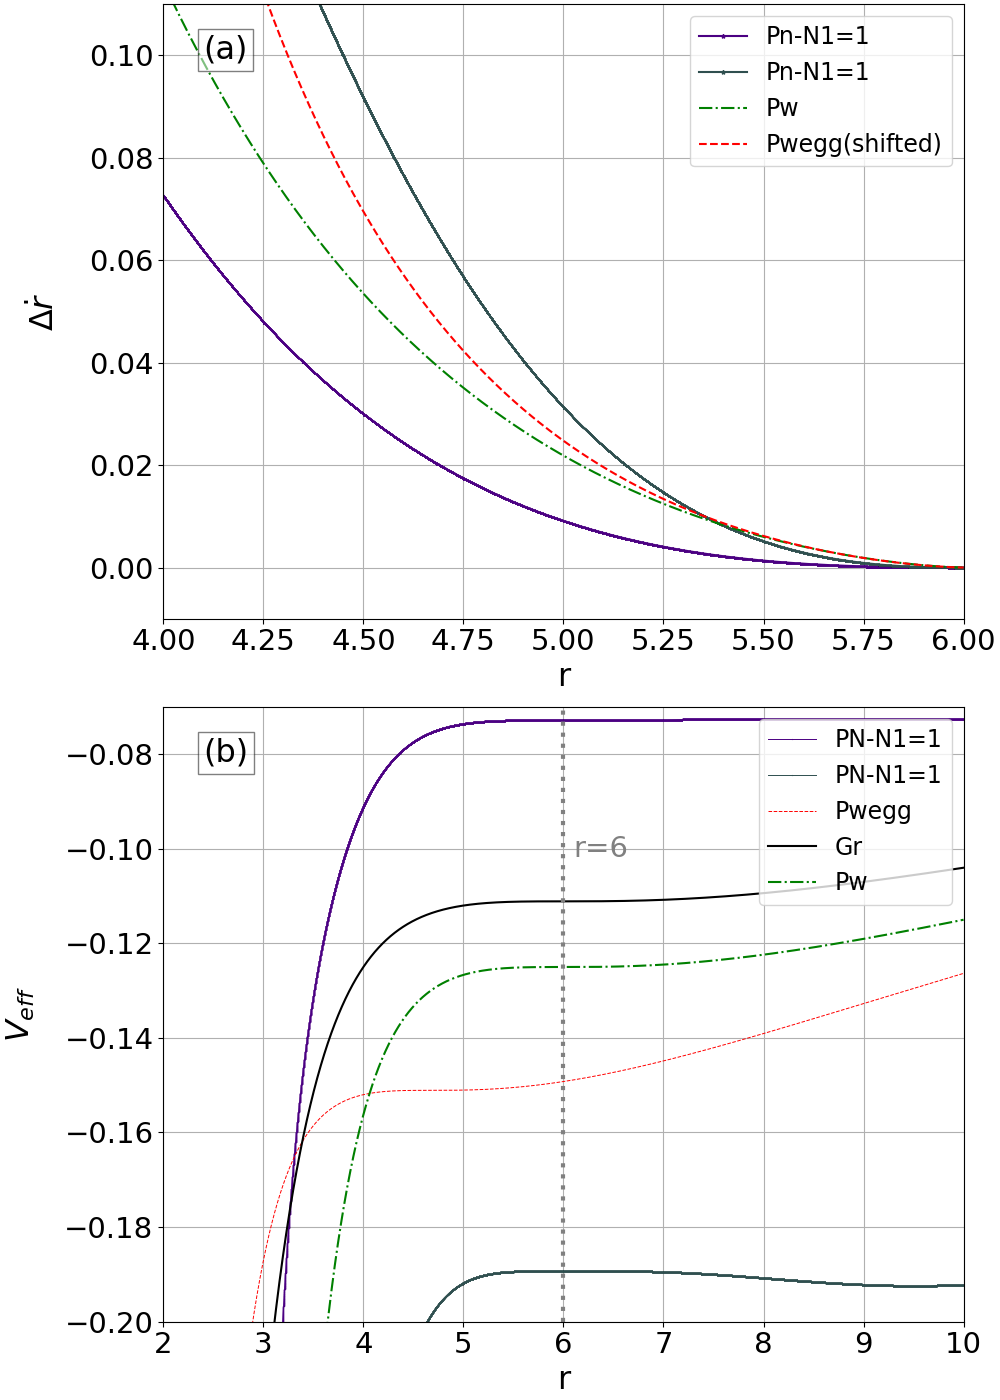 (a)
Pn-N1=1
Pn-N1=1
Pw
Pwegg(shifted)
0.10
0.08
0.06
0.04
0.02
0.00
Δṙ
4.00 4.25 4.50 4.75 5.00 5.25 5.50 5.75 6.00
r
(b)
PN-N1=1
PN-N1=1
Pwegg
Gr
Pw
r=6
−0.08
−0.10
−0.12
−0.14
−0.16
−0.18
−0.20
V_{eff}
2 3 4 5 6 7 8 9 10
r